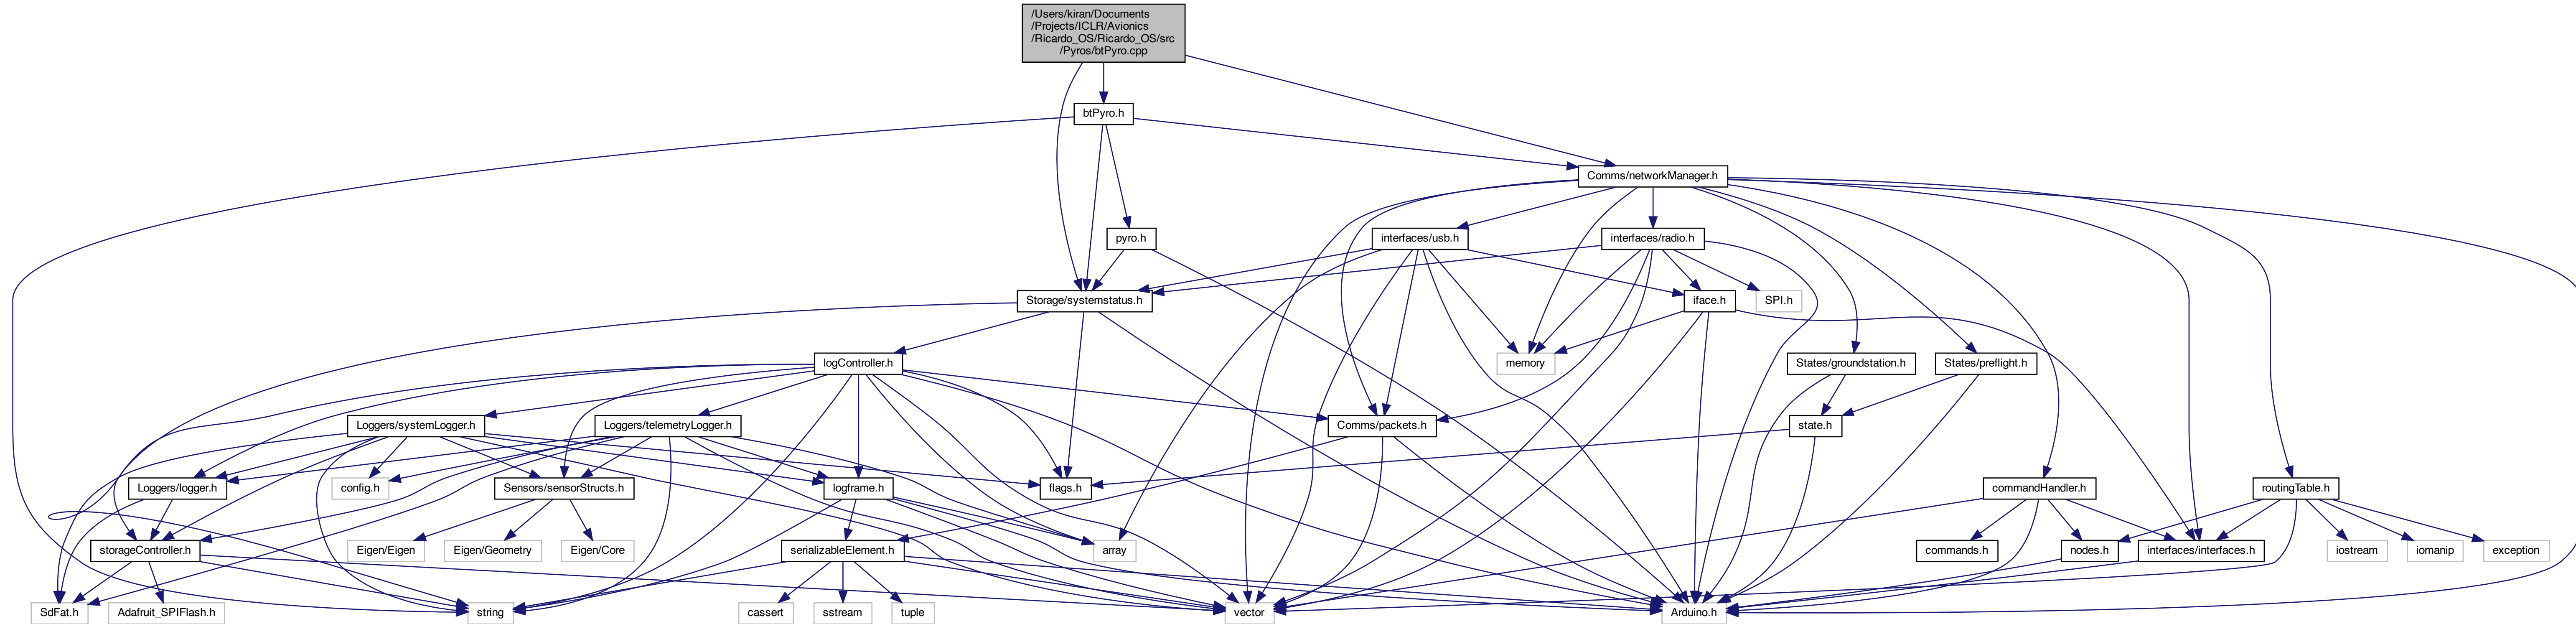 /Users/kiran/Documents
/Projects/ICLR/Avionics
/Ricardo_OS/Ricardo_OS/src
/Pyros/btPyro.cpp
btPyro.h
Comms/networkManager.h
pyro.h
interfaces/usb.h
interfaces/radio.h
Storage/systemstatus.h
iface.h
SPI.h
logController.h
memory
States/groundstation.h
States/preflight.h
Loggers/systemLogger.h
Loggers/telemetryLogger.h
Comms/packets.h
state.h
Loggers/logger.h
config.h
Sensors/sensorStructs.h
logframe.h
flags.h
commandHandler.h
routingTable.h
storageController.h
Eigen/Eigen
Eigen/Geometry
Eigen/Core
serializableElement.h
array
commands.h
nodes.h
interfaces/interfaces.h
iostream
iomanip
exception
SdFat.h
Adafruit_SPIFlash.h
string
cassert
sstream
tuple
vector
Arduino.h